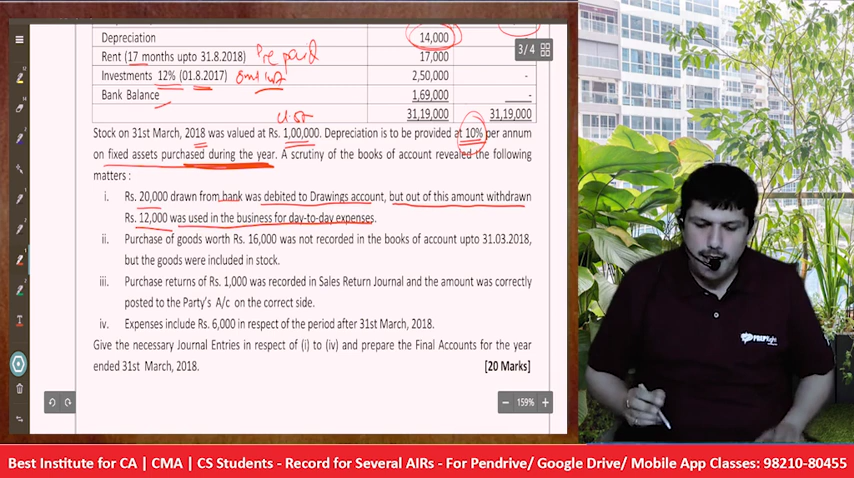 Depreciation 14,000
Rent (17 months upto 31.8.2018) Prepaid 17,000
Investments 12% (01.8.2017) 2,50,000 -
Bank Balance 1,69,000 -
31,19,000 31,19,000
3/4
Stock on 31st March, 2018 was valued at Rs. 1,00,000. Depreciation is to be provided at 10% per annum
on fixed assets purchased during the year. A scrutiny of the books of account revealed the following
matters :
i. Rs. 20,000 drawn from bank was debited to Drawings account, but out of this amount withdrawn
Rs. 12,000 was used in the business for day-to-day expenses.
ii. Purchase of goods worth Rs. 16,000 was not recorded in the books of account upto 31.03.2018,
but the goods were included in stock.
iii. Purchase returns of Rs. 1,000 was recorded in Sales Return Journal and the amount was correctly
posted to the Party's A/c on the correct side.
iv. Expenses include Rs. 6,000 in respect of the period after 31st March, 2018.
Give the necessary Journal Entries in respect of (i) to (iv) and prepare the Final Accounts for the year
ended 31st March, 2018. [20 Marks]
− 159% +
Best Institute for CA | CMA | CS Students - Record for Several AIRs - For Pendrive/ Google Drive/ Mobile App Classes: 98210-80455